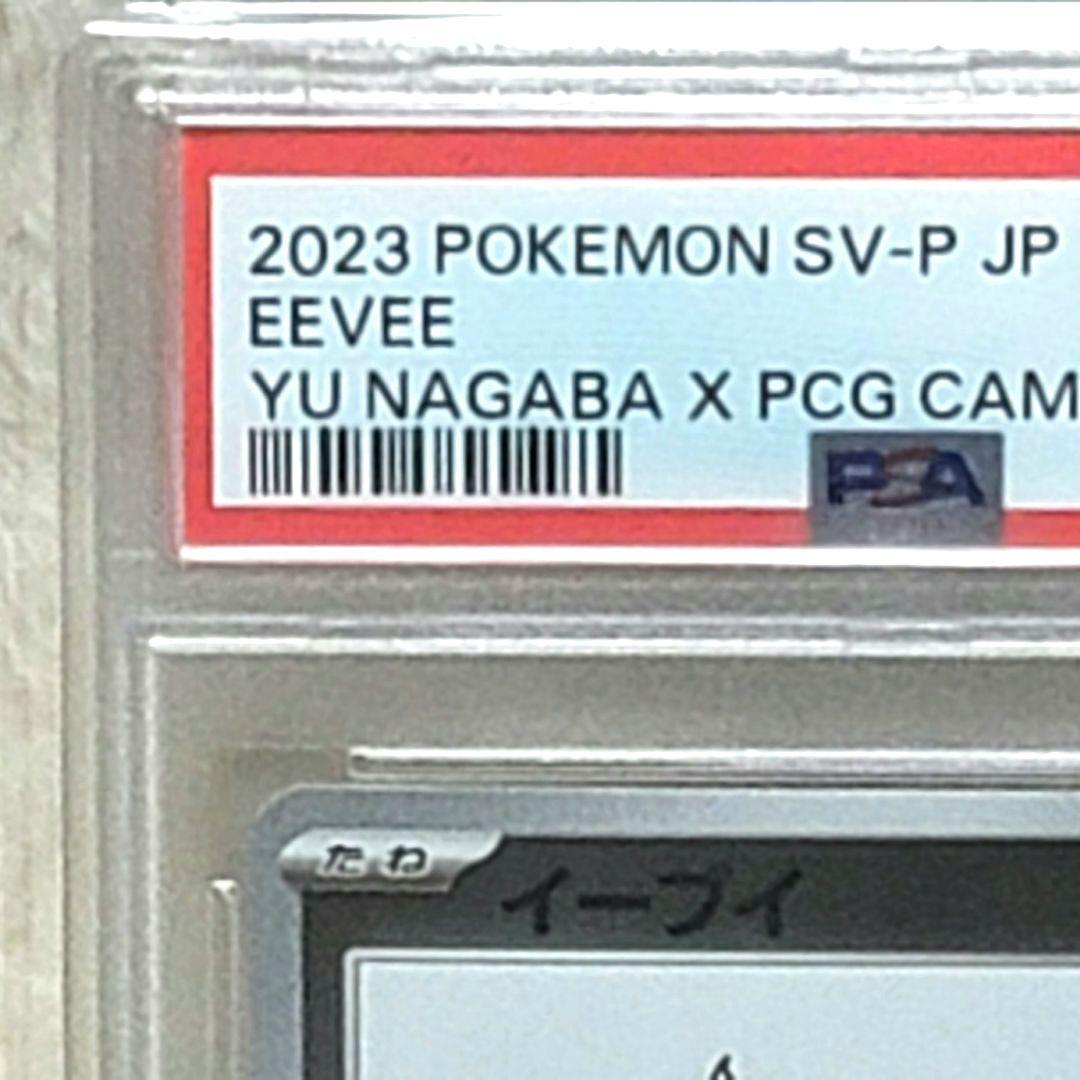 2023 POKEMON SV-P JP
EEVEE
YU NAGABA X PCG CAM
PSA
たね
イーブイ